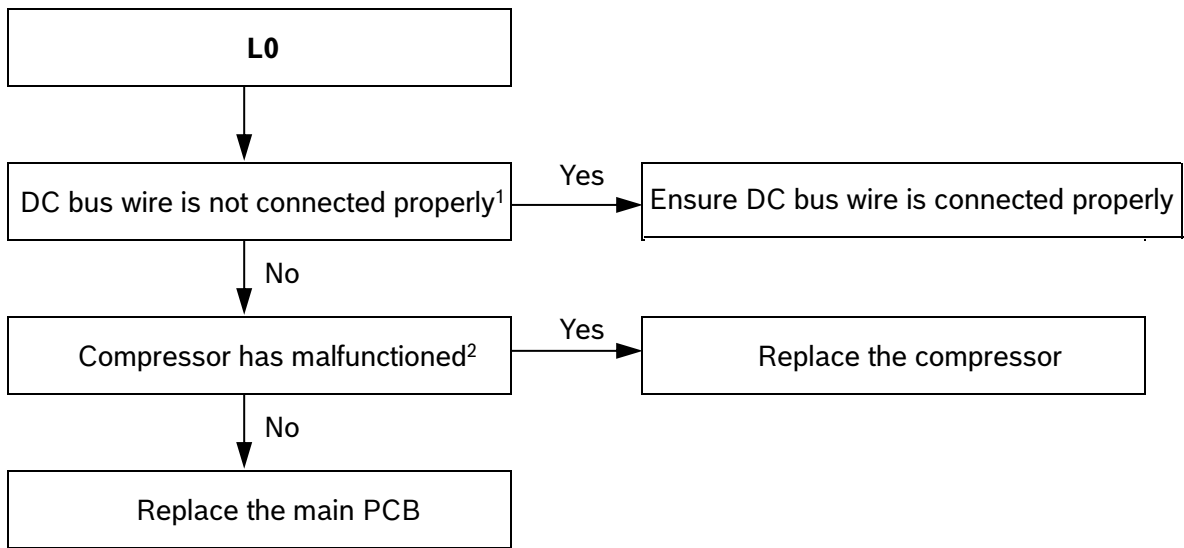 L0
DC bus wire is not connected properly1
Yes
Ensure DC bus wire is connected properly
No
Compressor has malfunctioned2
Yes
Replace the compressor
No
Replace the main PCB